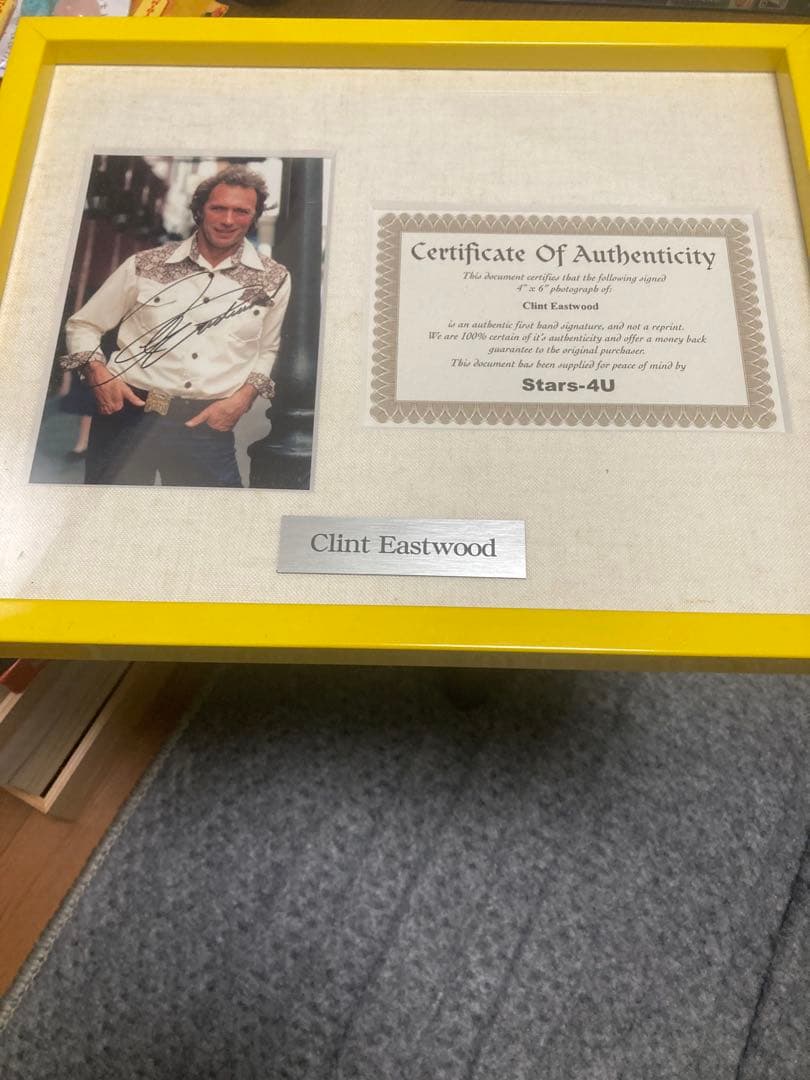 Certificate Of Authenticity
This document certifies that the following signed
4" x 6" photograph of:
Clint Eastwood
is an authentic first hand signature, and not a reprint.
We are 100% certain of it's authenticity and offer a money back
guarantee to the original purchaser.
This document has been supplied for peace of mind by
Stars-4U
Clint Eastwood